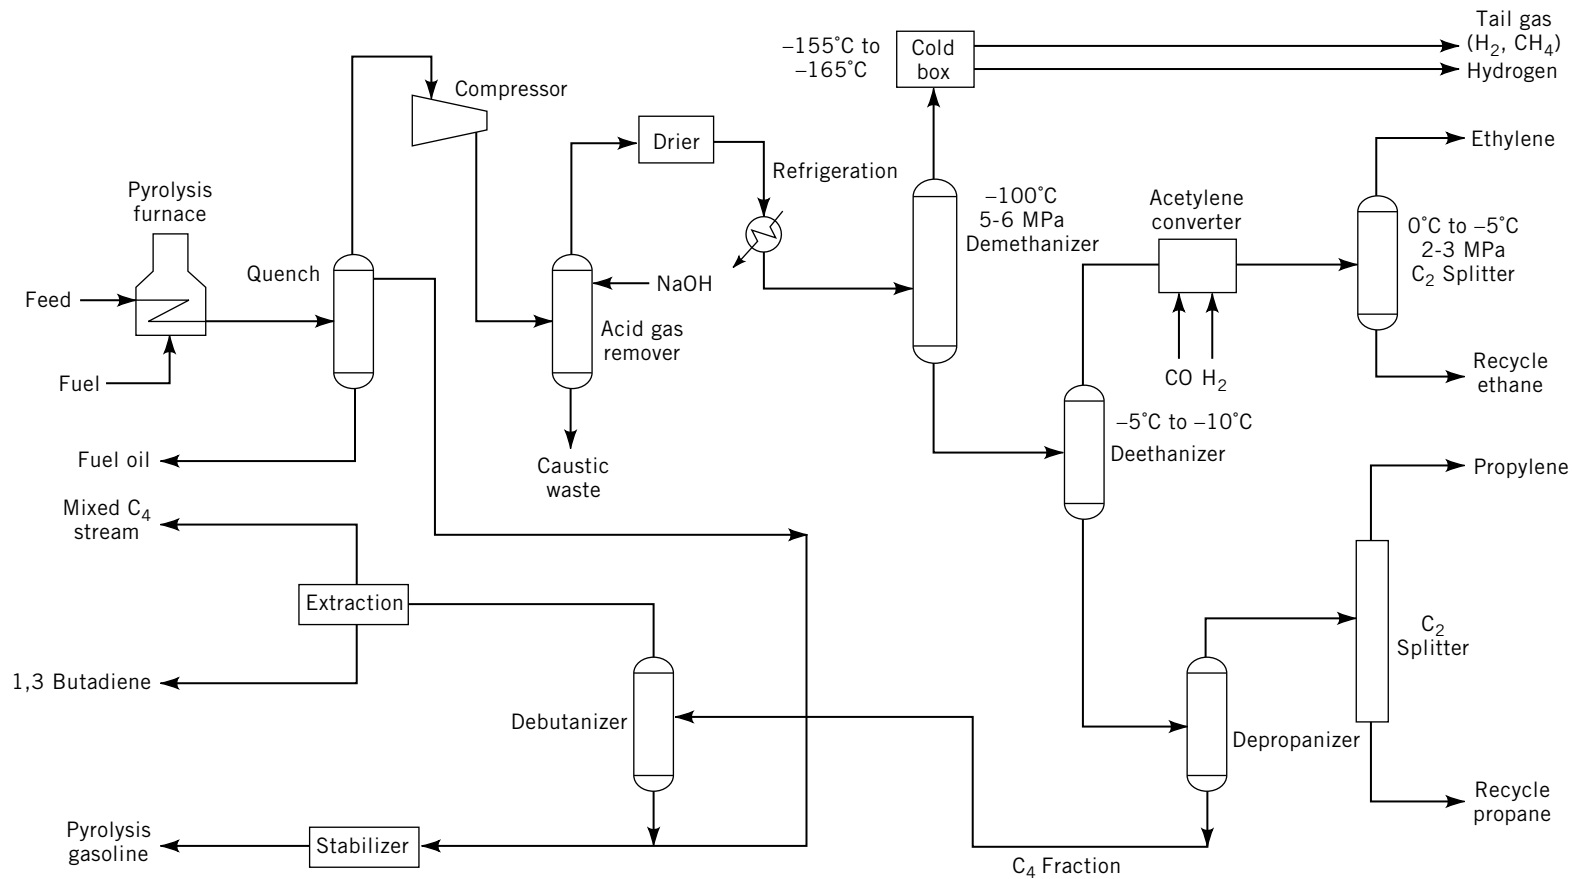 Tail gas
(H₂, CH₄)
Hydrogen
–155°C to
–165°C
Cold
box
Compressor
Drier
Refrigeration
Ethylene
Pyrolysis
furnace
–100°C
5-6 MPa
Demethanizer
Acetylene
converter
0°C to –5°C
2-3 MPa
C₂ Splitter
Quench
NaOH
Feed
Acid gas
remover
Fuel
CO H₂
Recycle
ethane
–5°C to –10°C
Deethanizer
Fuel oil
Caustic
waste
Propylene
Mixed C₄
stream
Extraction
C₂
Splitter
1,3 Butadiene
Debutanizer
Depropanizer
Recycle
propane
Pyrolysis
gasoline
Stabilizer
C₄ Fraction